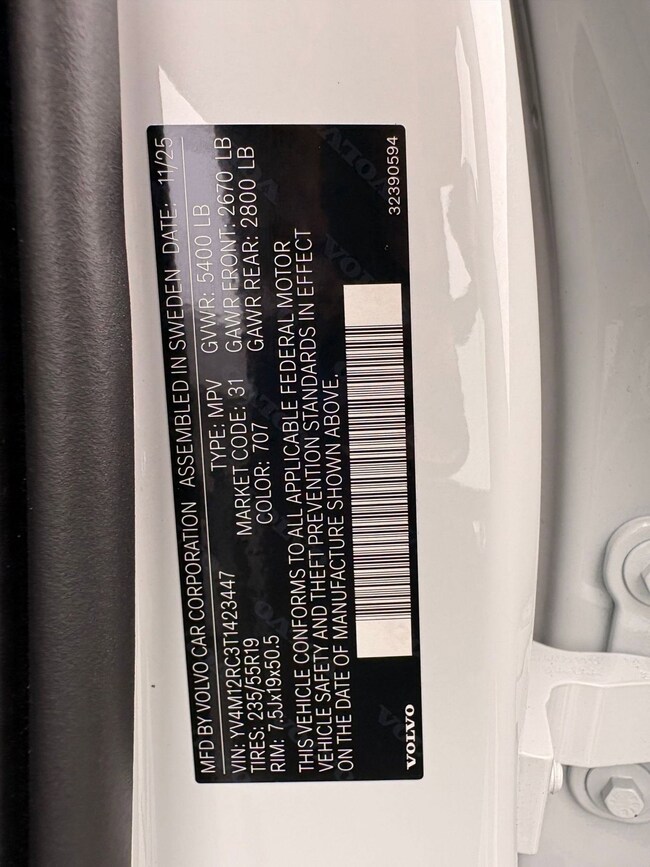 MFD BY VOLVO CAR CORPORATION ASSEMBLED IN SWEDEN DATE: 11/25
VIN: YV4M12RC3T1423447 TYPE: MPV GVWR: 5400 LB
TIRES: 235/55R19 MARKET CODE: 31 GAWR FRONT: 2670 LB
RIM: 7.5Jx19x50.5 COLOR: 707 GAWR REAR: 2800 LB
THIS VEHICLE CONFORMS TO ALL APPLICABLE FEDERAL MOTOR
VEHICLE SAFETY AND THEFT PREVENTION STANDARDS IN EFFECT
ON THE DATE OF MANUFACTURE SHOWN ABOVE.
VOLVO 32390594